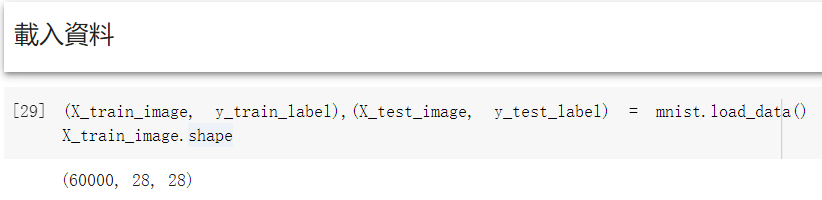 載入資料
[29] (X_train_image, y_train_label),(X_test_image, y_test_label) = mnist.load_data()
X_train_image.shape
(60000, 28, 28)